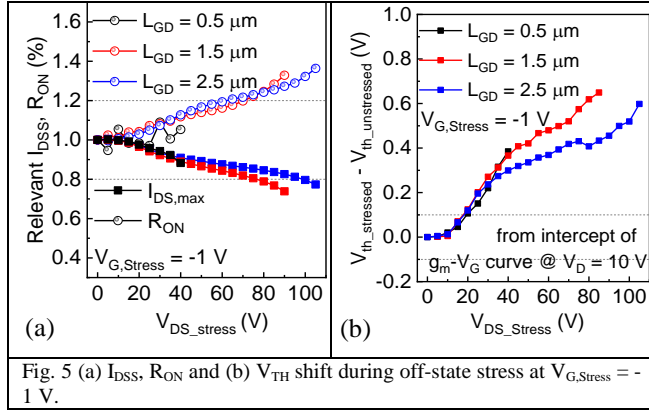 1.6
1.4
1.2
1.0
0.8
0.6
0.4
Relevant I_DSS, R_ON (%)
L_GD = 0.5 μm
L_GD = 1.5 μm
L_GD = 2.5 μm
I_DS,max
R_ON
V_G,Stress = -1 V
(a)
0 20 40 60 80 100
V_DS_stress (V)
1.0
0.8
0.6
0.4
0.2
0.0
-0.2
V_th_stressed - V_th_unstressed (V)
L_GD = 0.5 μm
L_GD = 1.5 μm
L_GD = 2.5 μm
V_G,Stress = -1 V
from intercept of
g_m-V_G curve @ V_D = 10 V
(b)
0 20 40 60 80 100
V_DS_Stress (V)
Fig. 5 (a) I_DSS, R_ON and (b) V_TH shift during off-state stress at V_G,Stress = -
1 V.